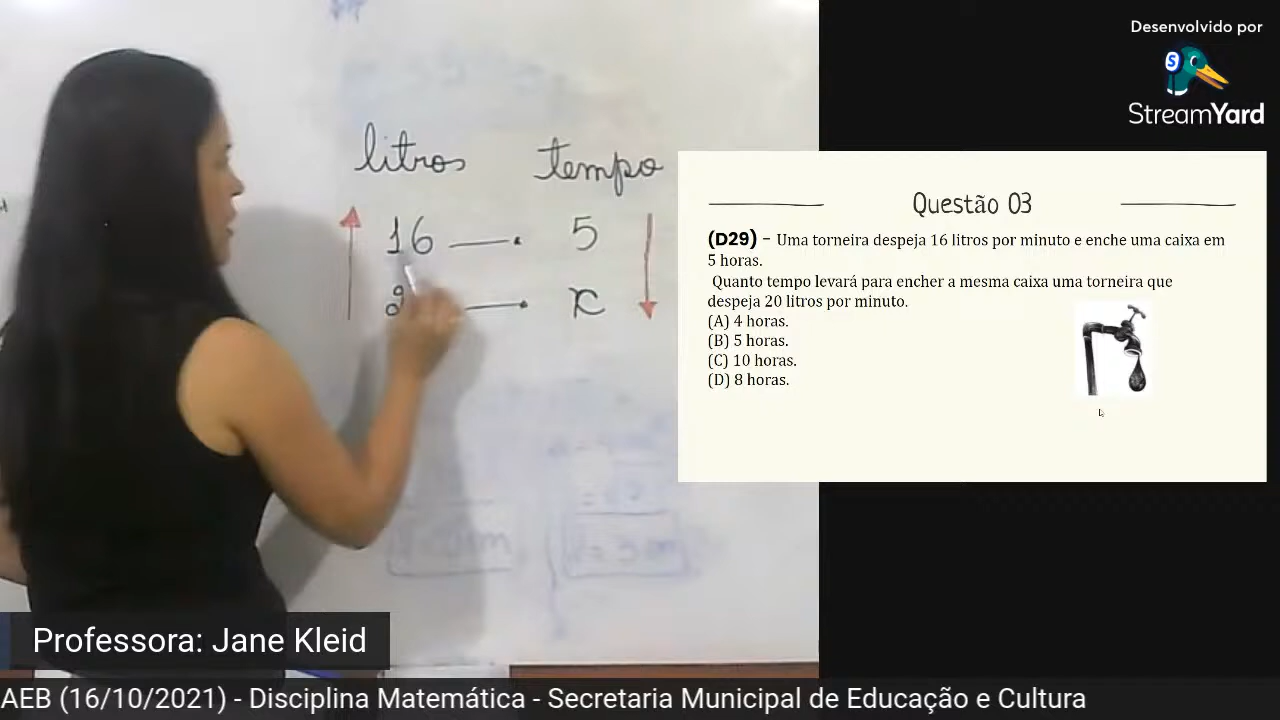 litros tempo
16 5
x
Desenvolvido por
StreamYard
Questão 03
(D29) – Uma torneira despeja 16 litros por minuto e enche uma caixa em
5 horas.
Quanto tempo levará para encher a mesma caixa uma torneira que
despeja 20 litros por minuto.
(A) 4 horas.
(B) 5 horas.
(C) 10 horas.
(D) 8 horas.
Professora: Jane Kleid
AEB (16/10/2021) - Disciplina Matemática - Secretaria Municipal de Educação e Cultura